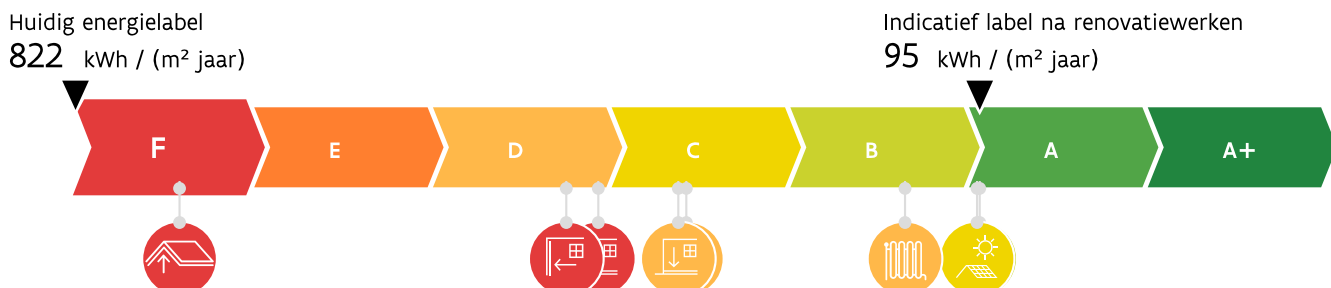 Huidig energielabel
822 kWh / (m² jaar)
Indicatief label na renovatiewerken
95 kWh / (m² jaar)
F E D C B A A+